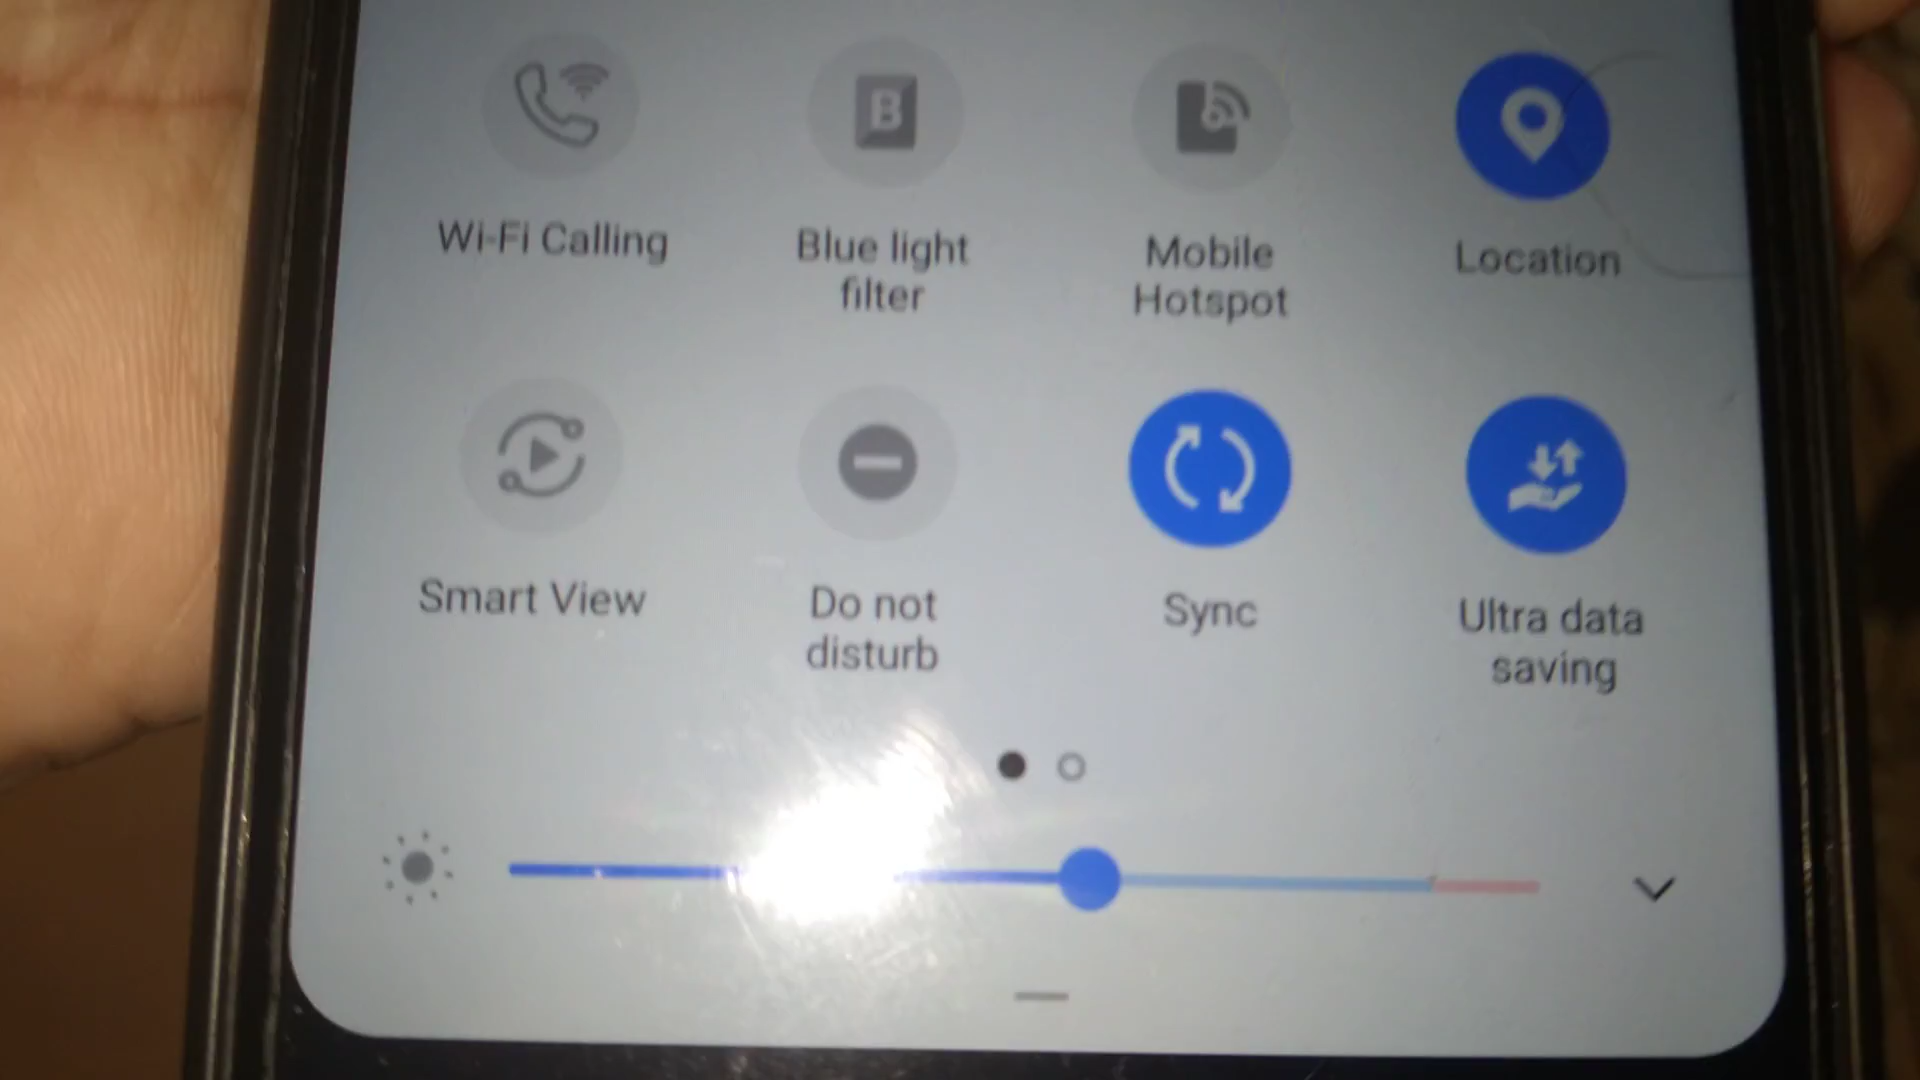 Wi-Fi Calling
Blue light
filter
Mobile
Hotspot
Location
Smart View
Do not
disturb
Sync
Ultra data
saving